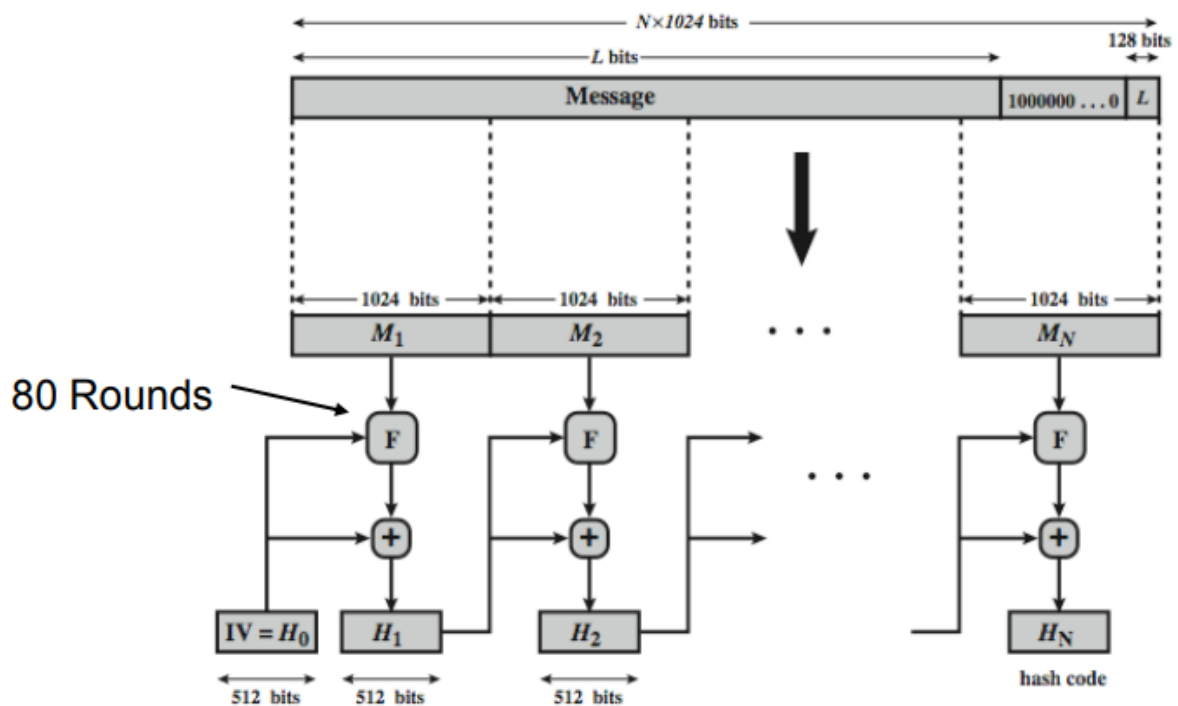 N×1024 bits
128 bits
L bits
Message 1000000 . . . 0 L
1024 bits 1024 bits 1024 bits
M1 M2 . . . MN
80 Rounds
F F F
. . .
+ + +
IV = H0 H1 H2 HN
512 bits 512 bits 512 bits
hash code